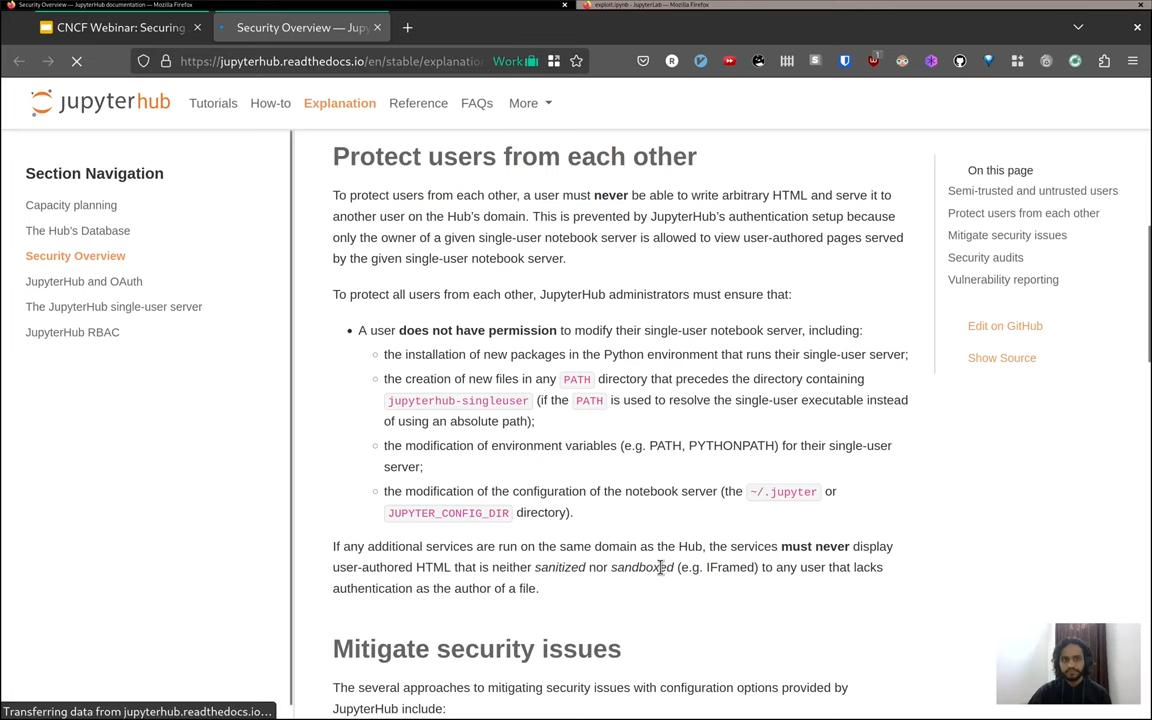 Security Overview — JupyterHub documentation — Mozilla Firefox
exploit.ipynb - JupyterLab — Mozilla Firefox
CNCF Webinar: Securing
Security Overview — Jupy
https://jupyterhub.readthedocs.io/en/stable/explanatio
Work
1
jupyterhub
Tutorials
How-to
Explanation
Reference
FAQs
More
Section Navigation
Capacity planning
The Hub's Database
Security Overview
JupyterHub and OAuth
The JupyterHub single-user server
JupyterHub RBAC
Protect users from each other
To protect users from each other, a user must never be able to write arbitrary HTML and serve it to
another user on the Hub's domain. This is prevented by JupyterHub's authentication setup because
only the owner of a given single-user notebook server is allowed to view user-authored pages served
by the given single-user notebook server.
To protect all users from each other, JupyterHub administrators must ensure that:
• A user does not have permission to modify their single-user notebook server, including:
◦ the installation of new packages in the Python environment that runs their single-user server;
◦ the creation of new files in any PATH directory that precedes the directory containing
jupyterhub-singleuser (if the PATH is used to resolve the single-user executable instead
of using an absolute path);
◦ the modification of environment variables (e.g. PATH, PYTHONPATH) for their single-user
server;
◦ the modification of the configuration of the notebook server (the ~/.jupyter or
JUPYTER_CONFIG_DIR directory).
If any additional services are run on the same domain as the Hub, the services must never display
user-authored HTML that is neither sanitized nor sandboxed (e.g. IFramed) to any user that lacks
authentication as the author of a file.
Mitigate security issues
The several approaches to mitigating security issues with configuration options provided by
JupyterHub include:
On this page
Semi-trusted and untrusted users
Protect users from each other
Mitigate security issues
Security audits
Vulnerability reporting
Edit on GitHub
Show Source
Transferring data from jupyterhub.readthedocs.io…